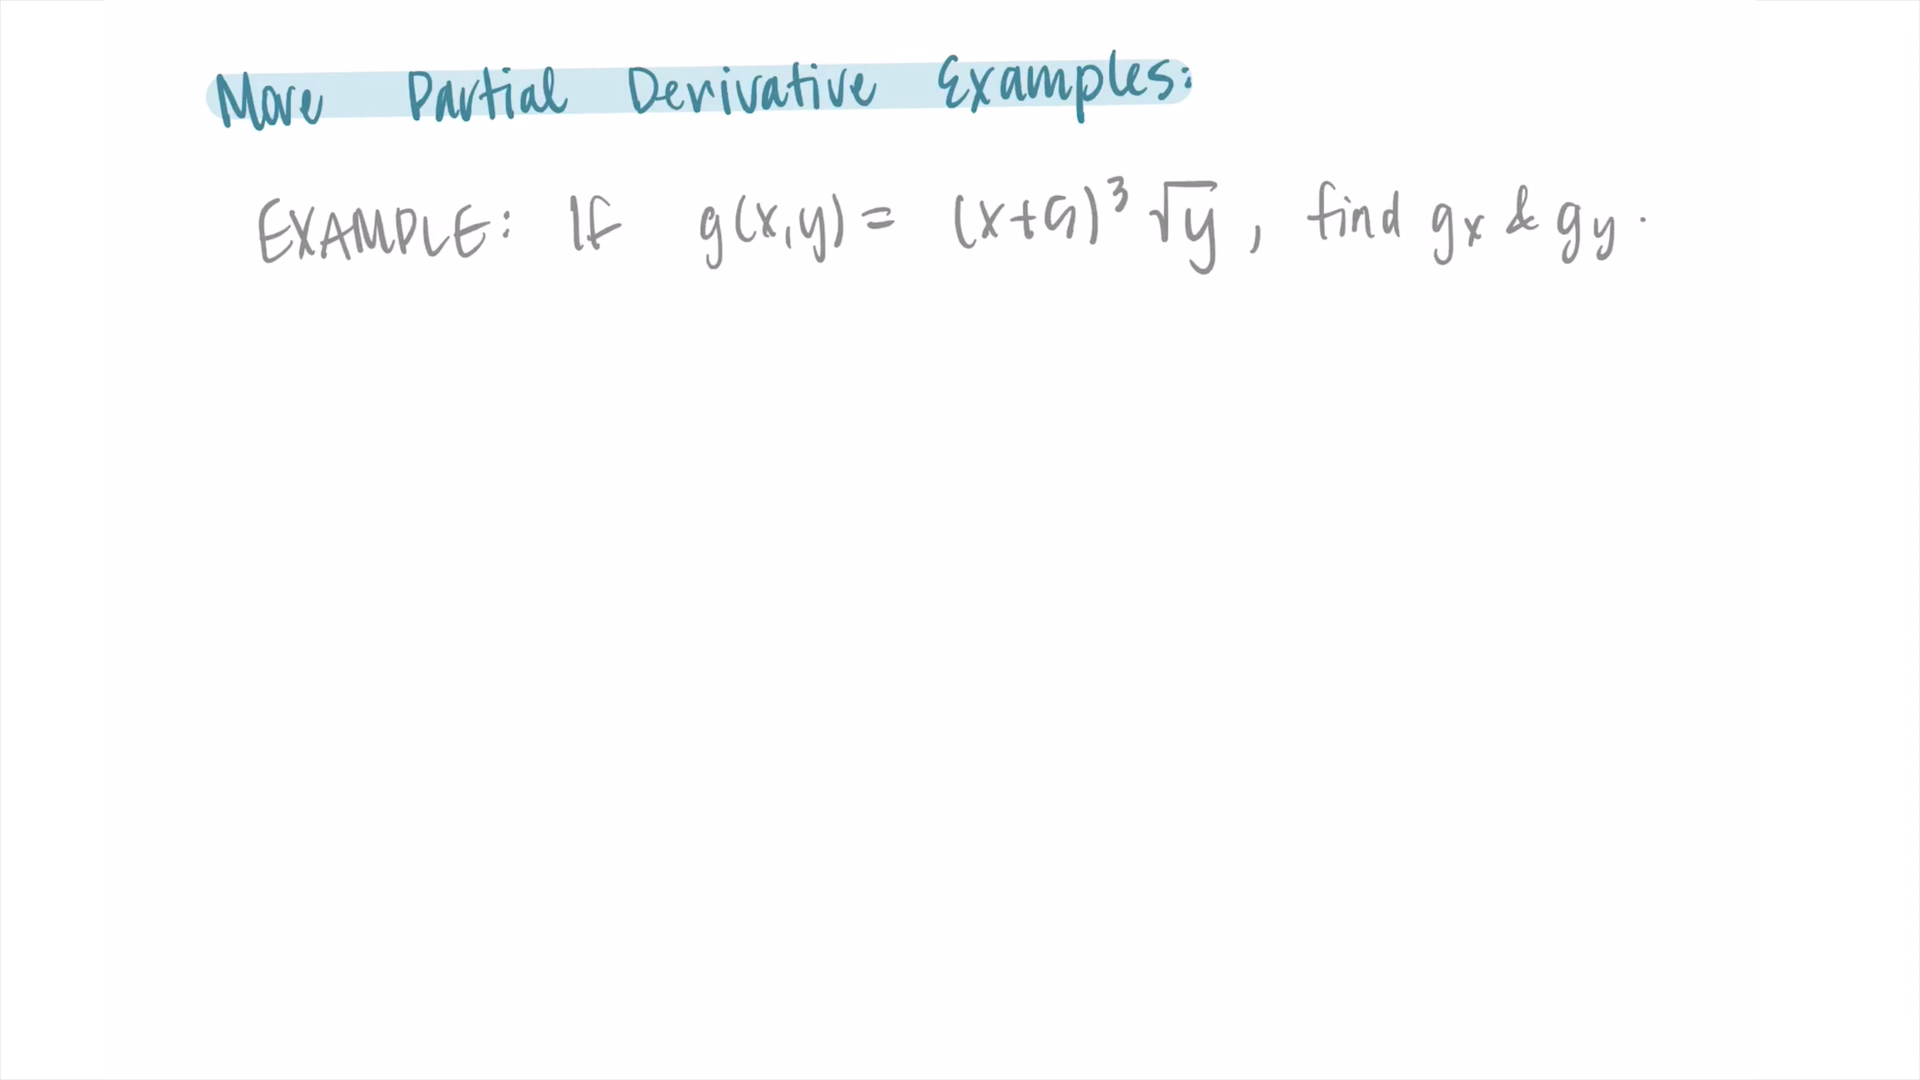 More Partial Derivative Examples:
EXAMPLE: If g(x,y) = (x+9)³ √y , find gx & gy.